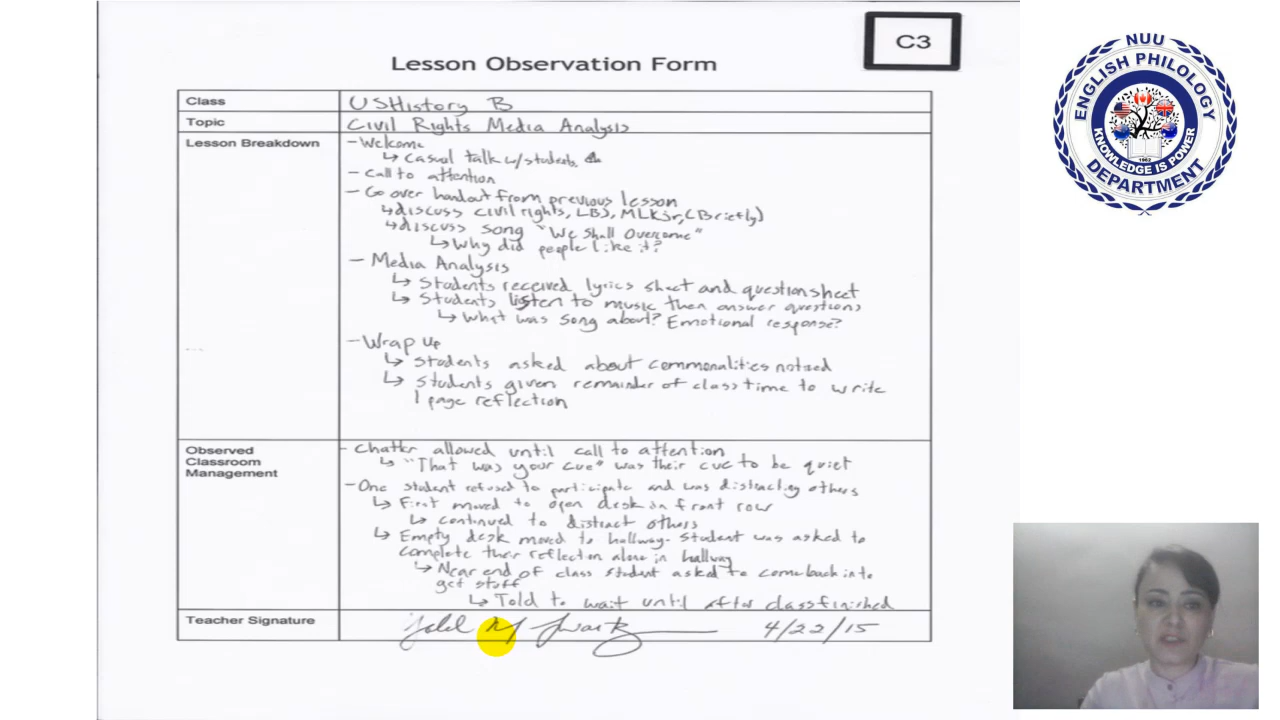 C3
Lesson Observation Form
Class
US History B
Topic
Civil Rights Media Analysis
Lesson Breakdown
- Welcome
↳ Casual talk w/students.
- Call to attention
- Go over handout from previous lesson
↳ discuss civil rights, LBJ, MLK jr, (Briefly)
↳ discuss song "We Shall Overcome"
↳ Why did people like it?
- Media Analysis
↳ Students received lyrics sheet and question sheet
↳ Students listen to music then answer questions
↳ What was song about? Emotional response?
- Wrap Up
↳ Students asked about commonalities noticed
↳ Students given remainder of class time to write
1 page reflection
Observed
Classroom
Management
- Chatter allowed until call to attention
↳ "That was your cue" was their cue to be quiet
- One student refused to participate and was distracting others
↳ First moved to open desk in front row
↳ continued to distract others
↳ Empty desk moved to hallway. Student was asked to
complete their reflection alone in hallway
↳ Near end of class student asked to come back in to
get stuff
↳ Told to wait until after class finished
Teacher Signature
4/22/15
NUU
ENGLISH PHILOLOGY
DEPARTMENT
KNOWLEDGE IS POWER
1962